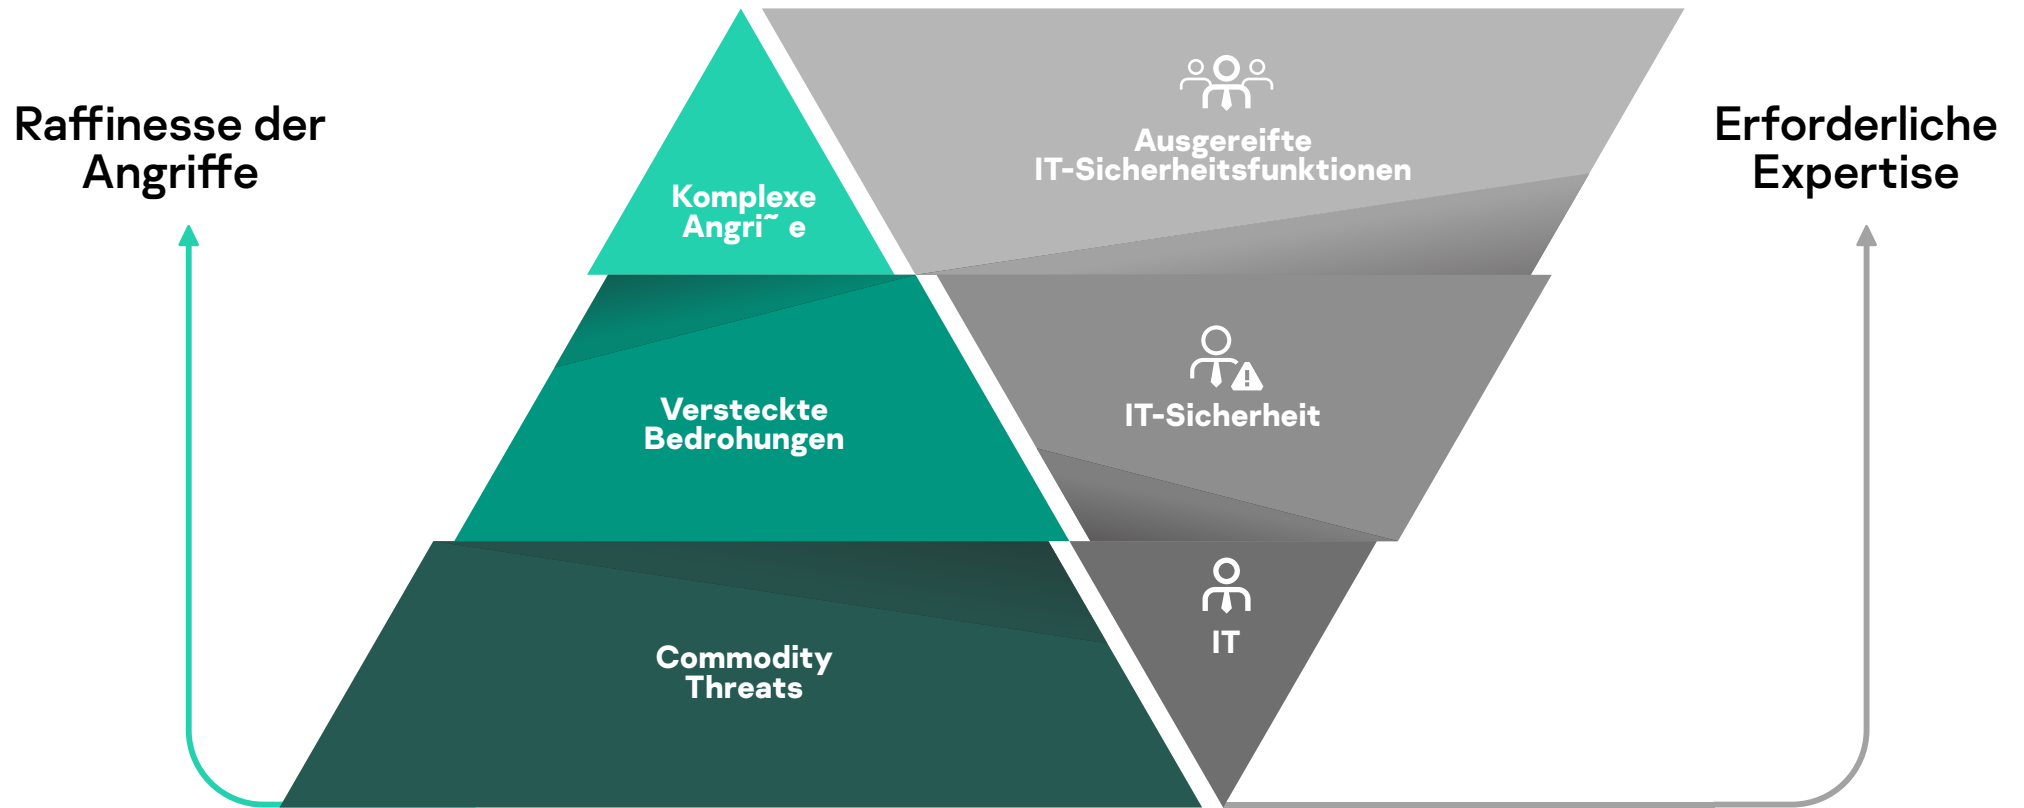 Raffinesse der
Angriffe
Komplexe
Angri˜ e
Versteckte
Bedrohungen
Commodity
Threats
Ausgereifte
IT-Sicherheitsfunktionen
IT-Sicherheit
IT
Erforderliche
Expertise